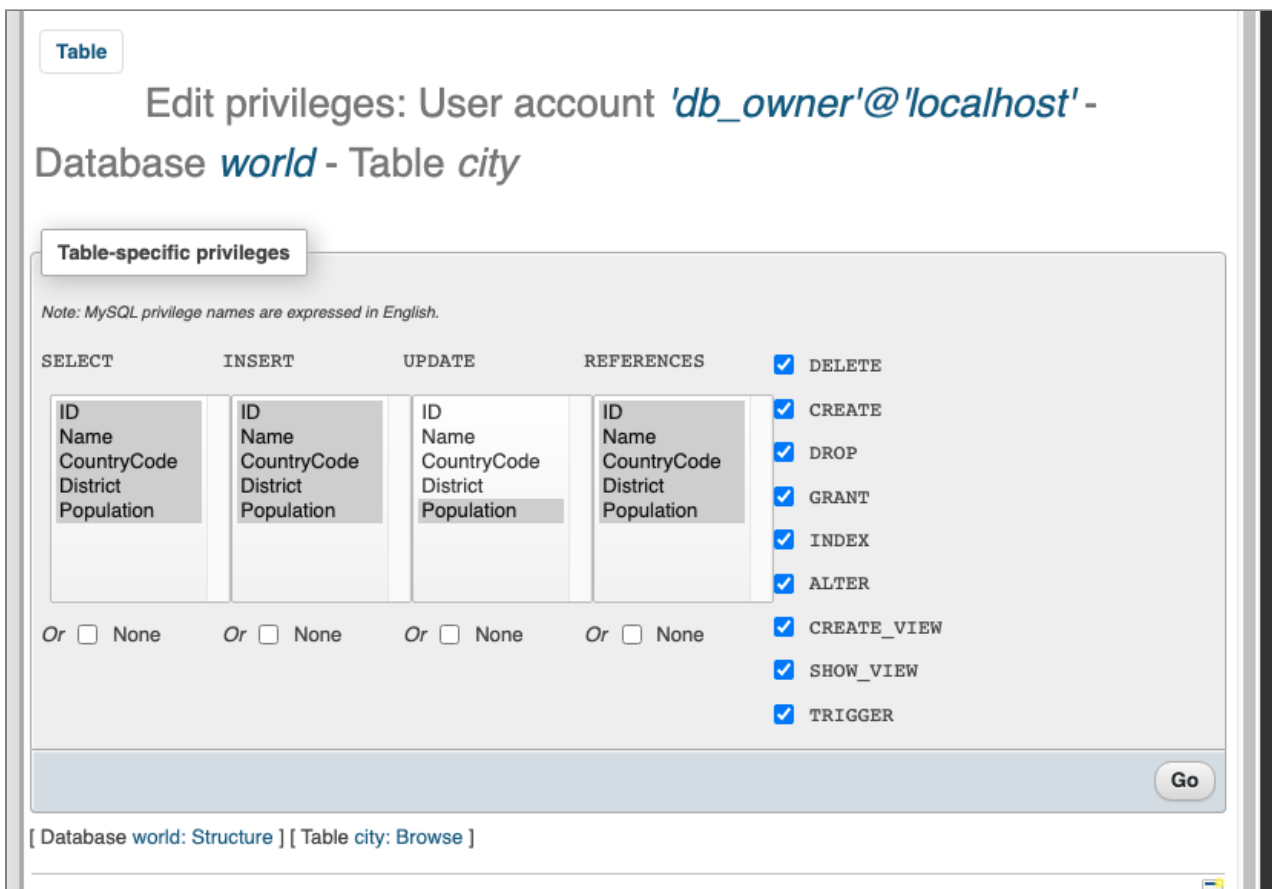 Table
Edit privileges: User account 'db_owner'@'localhost' -
Database world - Table city
Table-specific privileges
Note: MySQL privilege names are expressed in English.
SELECT INSERT UPDATE REFERENCES
ID
Name
CountryCode
District
Population
Or None
ID
Name
CountryCode
District
Population
Or None
ID
Name
CountryCode
District
Population
Or None
ID
Name
CountryCode
District
Population
Or None
DELETE
CREATE
DROP
GRANT
INDEX
ALTER
CREATE_VIEW
SHOW_VIEW
TRIGGER
Go
[ Database world: Structure ] [ Table city: Browse ]